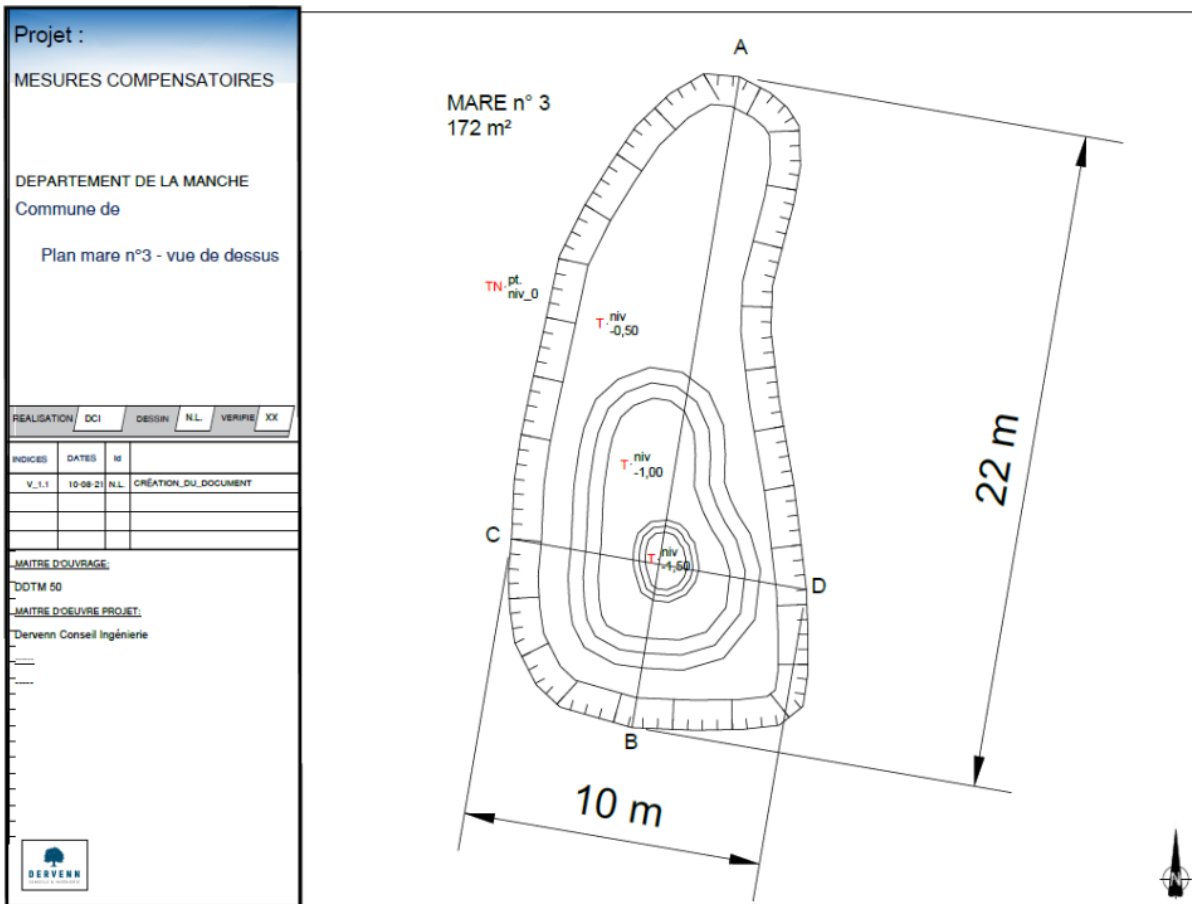 Projet :
MESURES COMPENSATOIRES
DEPARTEMENT DE LA MANCHE
Commune de
Plan mare n°3 - vue de dessus
REALISATION DCI DESSIN N.L. VERIFIE XX
INDICES DATES Id
V_1.1 10-08-21 N.L. CRÉATION_DU_DOCUMENT
MAITRE D'OUVRAGE:
DDTM 50
MAITRE D'OEUVRE PROJET:
Dervenn Conseil Ingénierie
DERVENN
MARE n° 3
172 m²
A
TN pt.
niv_0
T niv
-0,50
T niv
-1,00
T niv
-1,50
C
D
B
22 m
10 m
N